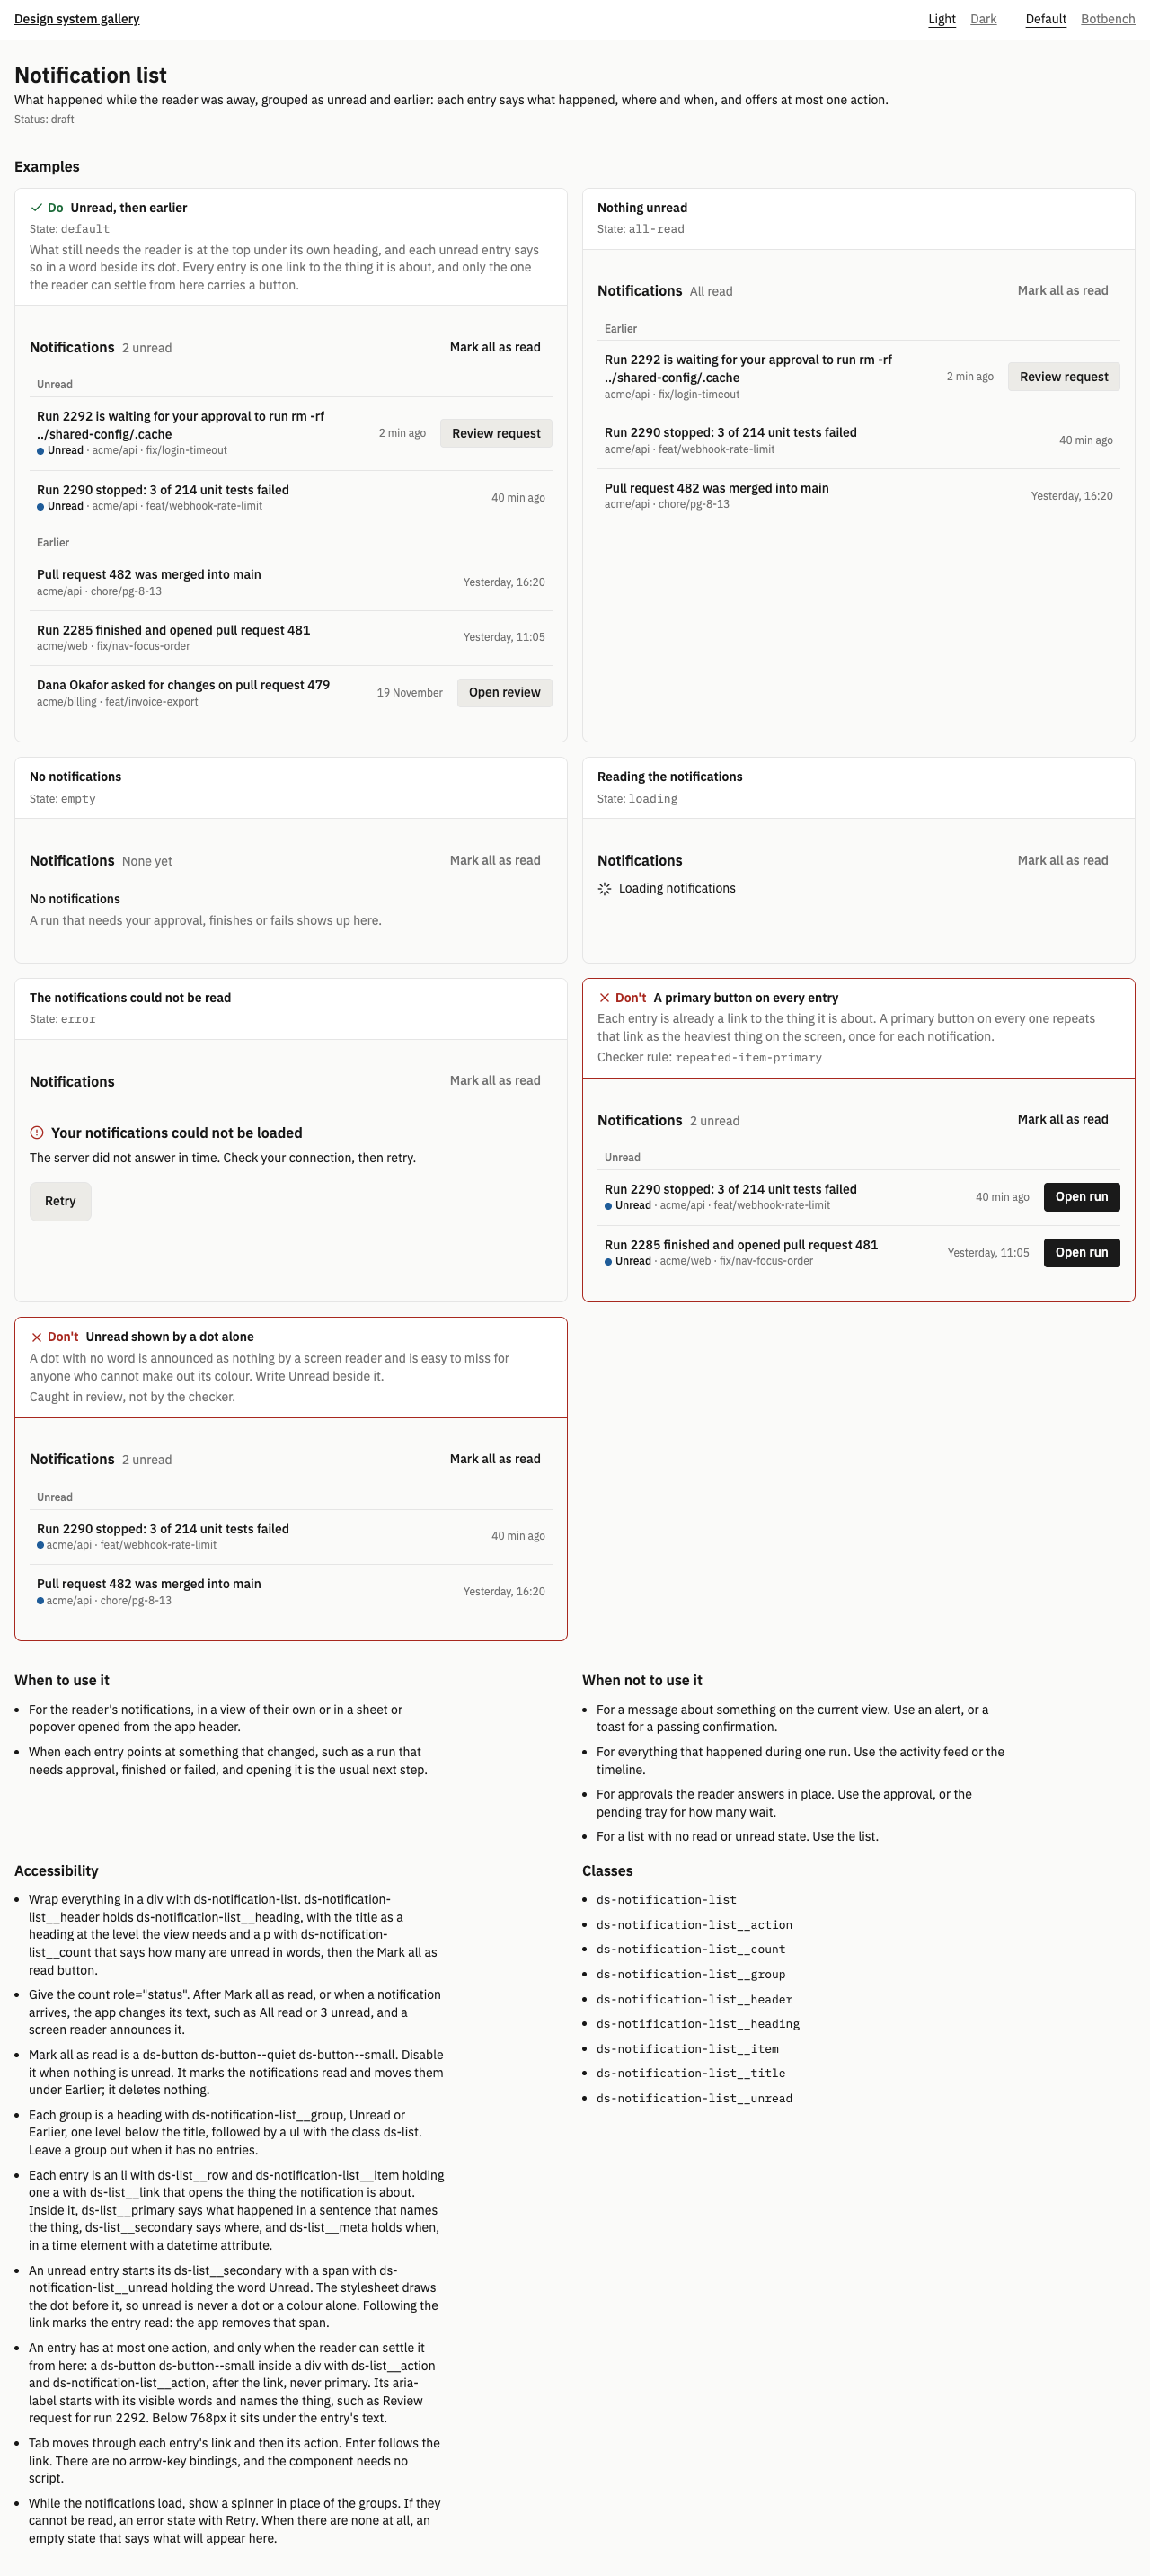 Design system gallery
Light Dark Default Botbench
Notification list
What happened while the reader was away, grouped as unread and earlier: each entry says what happened, where and when, and offers at most one action.
Status: draft
Examples
Do Unread, then earlier
State: default
What still needs the reader is at the top under its own heading, and each unread entry says
so in a word beside its dot. Every entry is one link to the thing it is about, and only the one
the reader can settle from here carries a button.
Notifications 2 unread Mark all as read
Unread
Run 2292 is waiting for your approval to run rm -rf
../shared-config/.cache
Unread · acme/api · fix/login-timeout
2 min ago Review request
Run 2290 stopped: 3 of 214 unit tests failed
Unread · acme/api · feat/webhook-rate-limit
40 min ago
Earlier
Pull request 482 was merged into main
acme/api · chore/pg-8-13
Yesterday, 16:20
Run 2285 finished and opened pull request 481
acme/web · fix/nav-focus-order
Yesterday, 11:05
Dana Okafor asked for changes on pull request 479
acme/billing · feat/invoice-export
19 November Open review
Nothing unread
State: all-read
Notifications All read Mark all as read
Earlier
Run 2292 is waiting for your approval to run rm -rf
../shared-config/.cache
acme/api · fix/login-timeout
2 min ago Review request
Run 2290 stopped: 3 of 214 unit tests failed
acme/api · feat/webhook-rate-limit
40 min ago
Pull request 482 was merged into main
acme/api · chore/pg-8-13
Yesterday, 16:20
No notifications
State: empty
Notifications None yet Mark all as read
No notifications
A run that needs your approval, finishes or fails shows up here.
Reading the notifications
State: loading
Notifications Mark all as read
Loading notifications
The notifications could not be read
State: error
Notifications Mark all as read
Your notifications could not be loaded
The server did not answer in time. Check your connection, then retry.
Retry
Don't A primary button on every entry
Each entry is already a link to the thing it is about. A primary button on every one repeats
that link as the heaviest thing on the screen, once for each notification.
Checker rule: repeated-item-primary
Notifications 2 unread Mark all as read
Unread
Run 2290 stopped: 3 of 214 unit tests failed
Unread · acme/api · feat/webhook-rate-limit
40 min ago Open run
Run 2285 finished and opened pull request 481
Unread · acme/web · fix/nav-focus-order
Yesterday, 11:05 Open run
Don't Unread shown by a dot alone
A dot with no word is announced as nothing by a screen reader and is easy to miss for
anyone who cannot make out its colour. Write Unread beside it.
Caught in review, not by the checker.
Notifications 2 unread Mark all as read
Unread
Run 2290 stopped: 3 of 214 unit tests failed
acme/api · feat/webhook-rate-limit
40 min ago
Pull request 482 was merged into main
acme/api · chore/pg-8-13
Yesterday, 16:20
When to use it
For the reader's notifications, in a view of their own or in a sheet or
popover opened from the app header.
When each entry points at something that changed, such as a run that
needs approval, finished or failed, and opening it is the usual next step.
When not to use it
For a message about something on the current view. Use an alert, or a
toast for a passing confirmation.
For everything that happened during one run. Use the activity feed or the
timeline.
For approvals the reader answers in place. Use the approval, or the
pending tray for how many wait.
For a list with no read or unread state. Use the list.
Accessibility
Wrap everything in a div with ds-notification-list. ds-notification-
list__header holds ds-notification-list__heading, with the title as a
heading at the level the view needs and a p with ds-notification-
list__count that says how many are unread in words, then the Mark all as
read button.
Give the count role="status". After Mark all as read, or when a notification
arrives, the app changes its text, such as All read or 3 unread, and a
screen reader announces it.
Mark all as read is a ds-button ds-button--quiet ds-button--small. Disable
it when nothing is unread. It marks the notifications read and moves them
under Earlier; it deletes nothing.
Each group is a heading with ds-notification-list__group, Unread or
Earlier, one level below the title, followed by a ul with the class ds-list.
Leave a group out when it has no entries.
Each entry is an li with ds-list__row and ds-notification-list__item holding
one a with ds-list__link that opens the thing the notification is about.
Inside it, ds-list__primary says what happened in a sentence that names
the thing, ds-list__secondary says where, and ds-list__meta holds when,
in a time element with a datetime attribute.
An unread entry starts its ds-list__secondary with a span with ds-
notification-list__unread holding the word Unread. The stylesheet draws
the dot before it, so unread is never a dot or a colour alone. Following the
link marks the entry read: the app removes that span.
An entry has at most one action, and only when the reader can settle it
from here: a ds-button ds-button--small inside a div with ds-list__action
and ds-notification-list__action, after the link, never primary. Its aria-
label starts with its visible words and names the thing, such as Review
request for run 2292. Below 768px it sits under the entry's text.
Tab moves through each entry's link and then its action. Enter follows the
link. There are no arrow-key bindings, and the component needs no
script.
While the notifications load, show a spinner in place of the groups. If they
cannot be read, an error state with Retry. When there are none at all, an
empty state that says what will appear here.
Classes
ds-notification-list
ds-notification-list__action
ds-notification-list__count
ds-notification-list__group
ds-notification-list__header
ds-notification-list__heading
ds-notification-list__item
ds-notification-list__title
ds-notification-list__unread